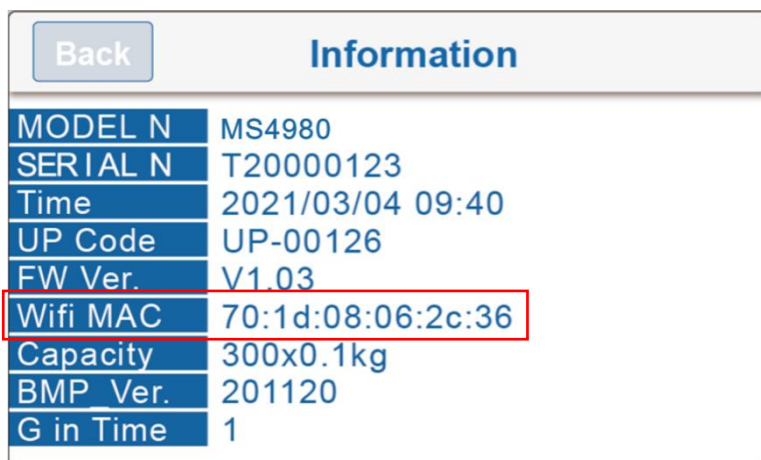 Back Information
MODEL N MS4980
SERIAL N T20000123
Time 2021/03/04 09:40
UP Code UP-00126
FW Ver. V1.03
Wifi MAC 70:1d:08:06:2c:36
Capacity 300x0.1kg
BMP_Ver. 201120
G in Time 1